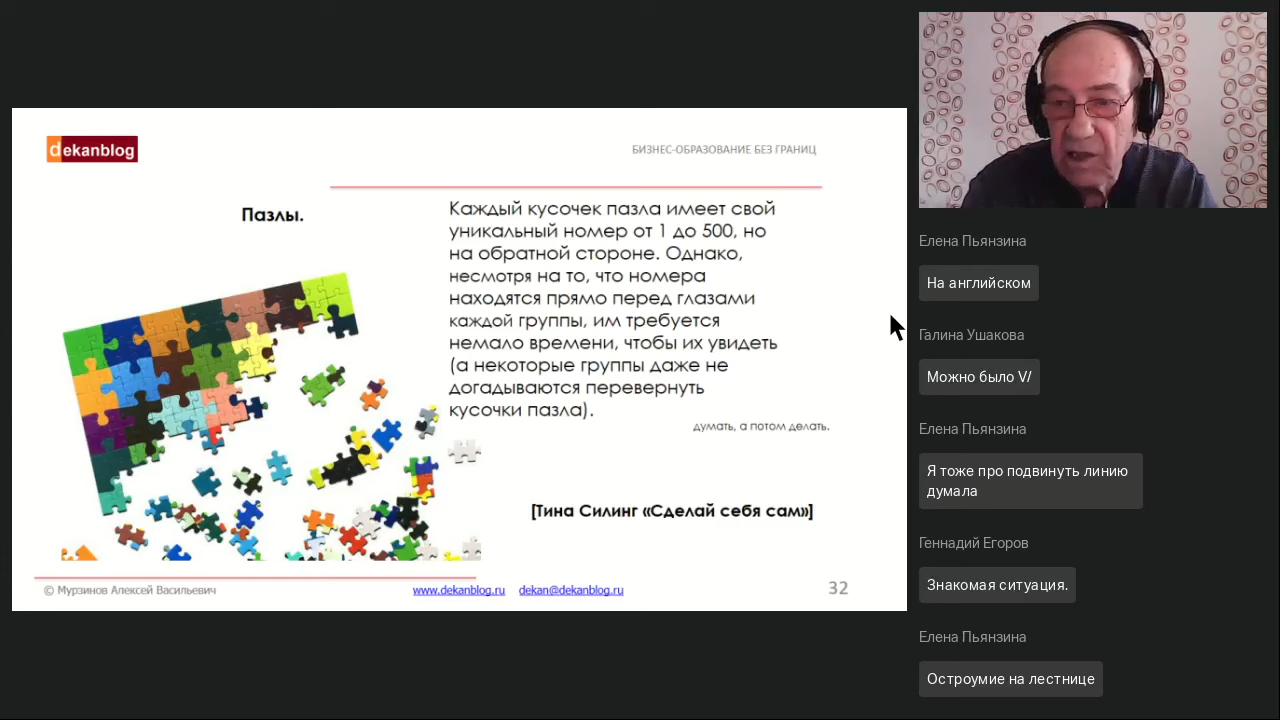 dekanblog
БИЗНЕС-ОБРАЗОВАНИЕ БЕЗ ГРАНИЦ
Пазлы.
Каждый кусочек пазла имеет свой
уникальный номер от 1 до 500, но
на обратной стороне. Однако,
несмотря на то, что номера
находятся прямо перед глазами
каждой группы, им требуется
немало времени, чтобы их увидеть
(а некоторые группы даже не
догадываются перевернуть
кусочки пазла).
думать, а потом делать.
[Тина Силинг «Сделай себя сам»]
© Мурзинов Алексей Васильевич
www.dekanblog.ru dekan@dekanblog.ru
32
Елена Пьянзина
На английском
Галина Ушакова
Можно было V/
Елена Пьянзина
Я тоже про подвинуть линию
думала
Геннадий Егоров
Знакомая ситуация.
Елена Пьянзина
Остроумие на лестнице